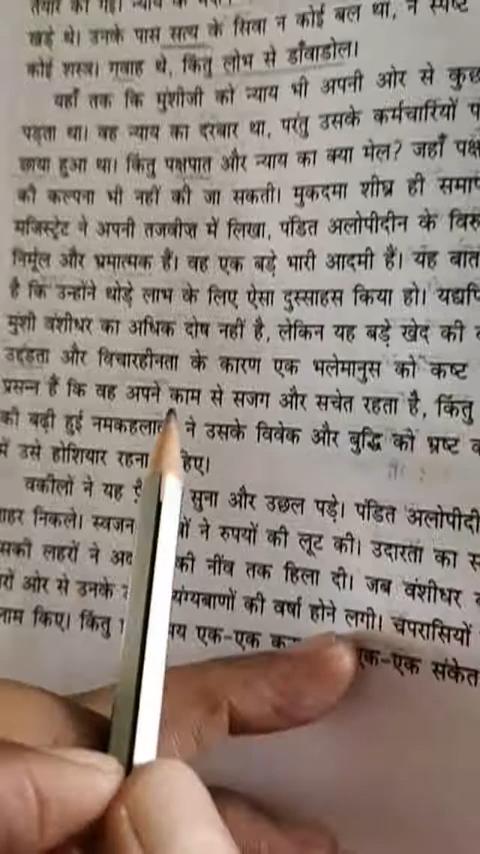 तैयार की गई। न्याय के
खड़े थे। उनके पास सत्य के सिवा न कोई बल था, न स्पष्ट
कोई शस्त्र। गवाह थे, किंतु लोभ से डाँवाडोल।
यहाँ तक कि मुंशीजी को न्याय भी अपनी ओर से कुछ
पड़ता था। वह न्याय का दरबार था, परंतु उसके कर्मचारियों प
छाया हुआ था। किंतु पक्षपात और न्याय का क्या मेल? जहाँ पक्ष
की कल्पना भी नहीं की जा सकती। मुकदमा शीघ्र ही समाप
मजिस्ट्रेट ने अपनी तजवीज़ में लिखा, पंडित अलोपीदीन के विरु
निर्मूल और भ्रमात्मक हैं। वह एक बड़े भारी आदमी हैं। यह बात
है कि उन्होंने थोड़े लाभ के लिए ऐसा दुस्साहस किया हो। यद्यपि
मुंशी वंशीधर का अधिक दोष नहीं है, लेकिन यह बड़े खेद की
उद्दंडता और विचारहीनता के कारण एक भलेमानुस को कष्ट
प्रसन्न हैं कि वह अपने काम से सजग और सचेत रहता है, किंतु
की बढ़ी हुई नमकहलाल ने उसके विवेक और बुद्धि को भ्रष्ट क
में उसे होशियार रहना हिए।
वकीलों ने यह सुना और उछल पड़े। पंडित अलोपीदी
बाहर निकले। स्वजन ों ने रुपयों की लूट की। उदारता का स
सकी लहरों ने अद की नींव तक हिला दी। जब वंशीधर
रों ओर से उनके यंग्यबाणों की वर्षा होने लगी। चपरासियों
लाम किए। किंतु मय एक-एक क एक-एक संकेत